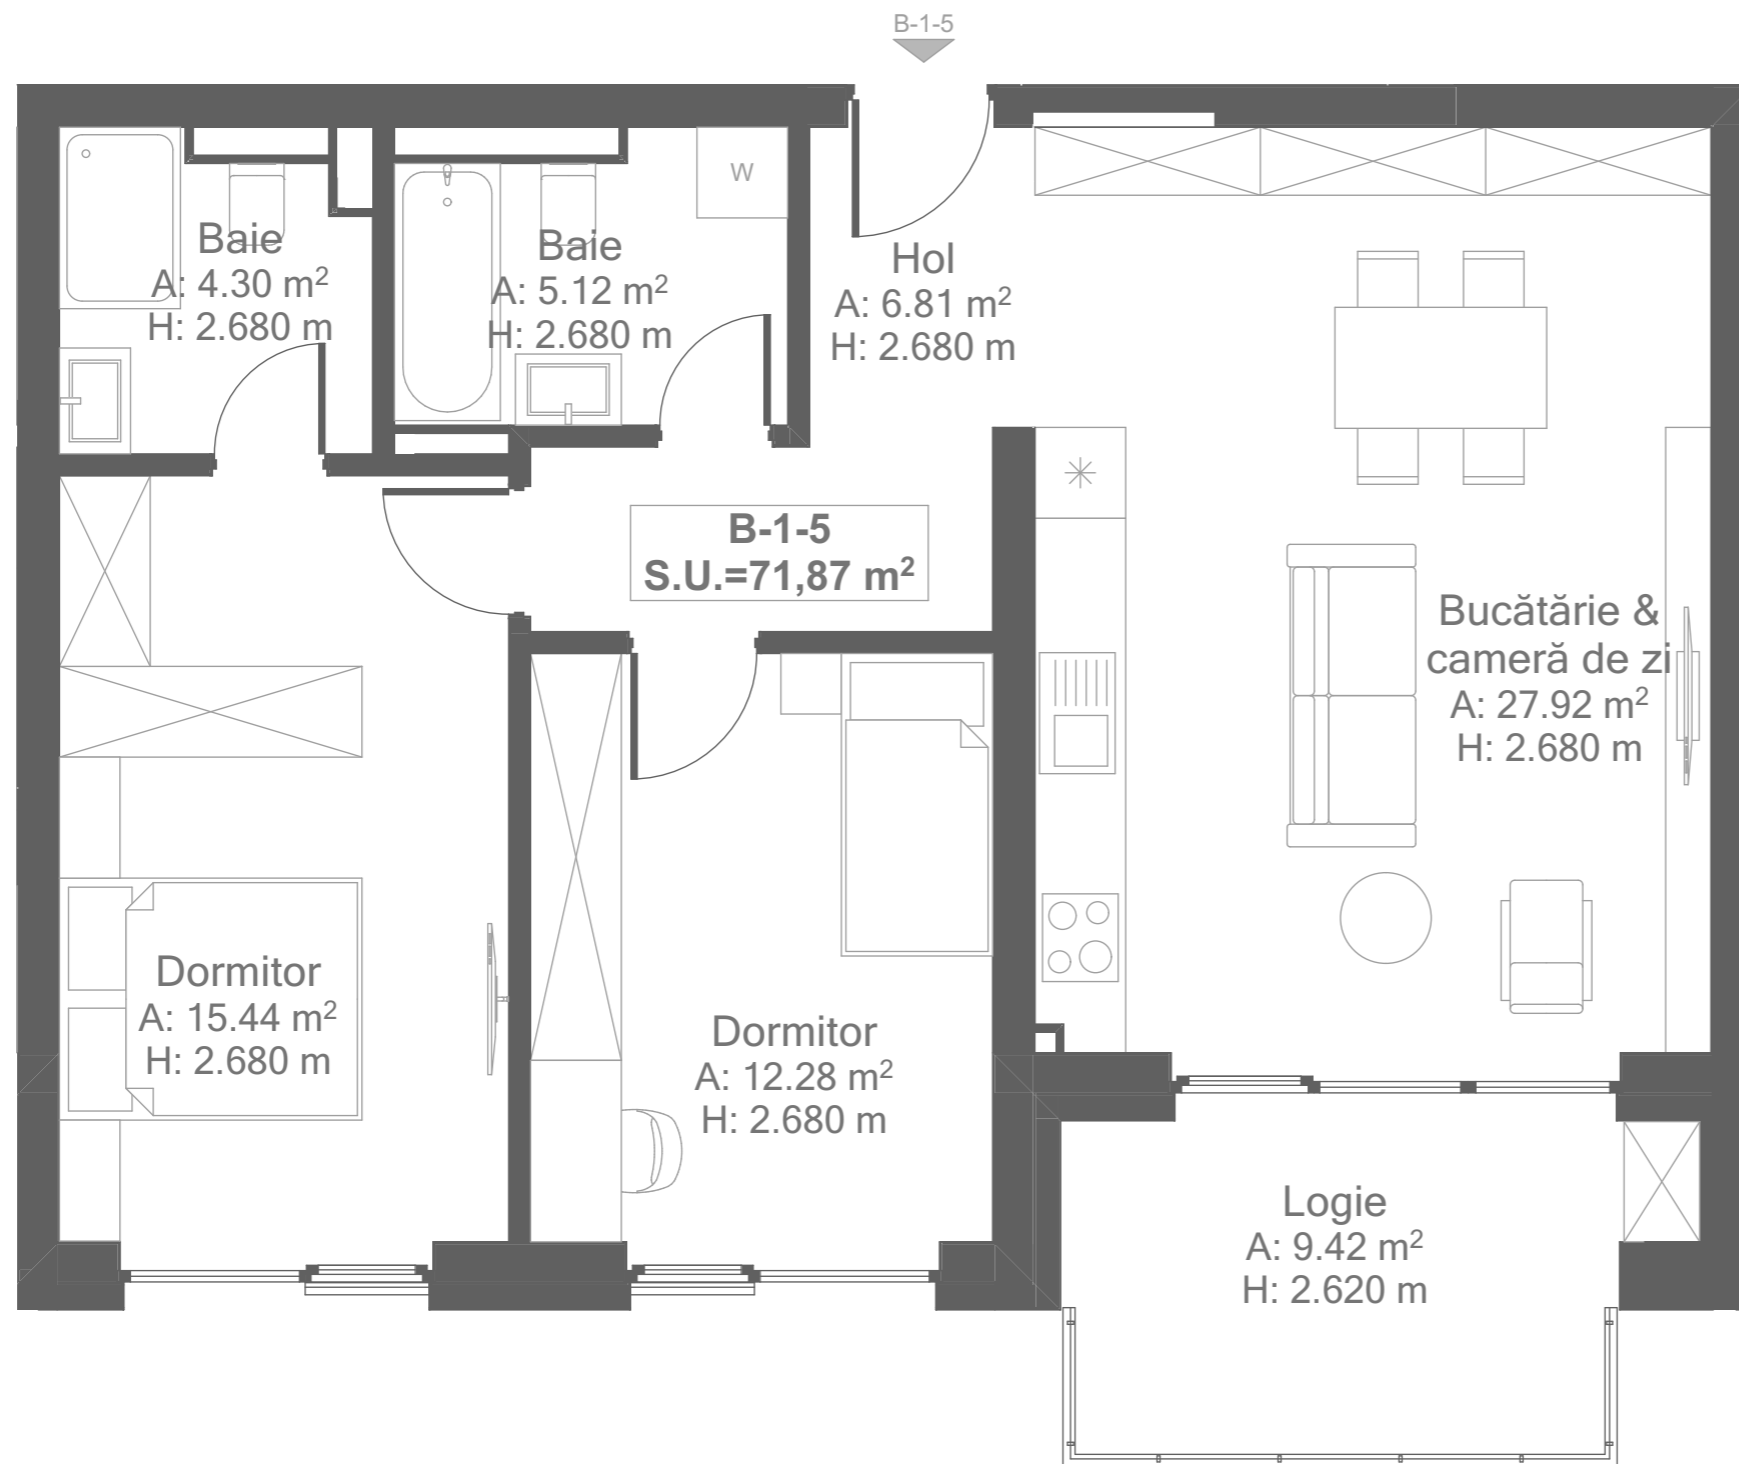 B-1-5
W
Baie
A: 4.30 m²
H: 2.680 m
Baie
A: 5.12 m²
H: 2.680 m
Hol
A: 6.81 m²
H: 2.680 m
B-1-5
S.U.=71,87 m²
Bucătărie &
cameră de zi
A: 27.92 m²
H: 2.680 m
Dormitor
A: 15.44 m²
H: 2.680 m
Dormitor
A: 12.28 m²
H: 2.680 m
Logie
A: 9.42 m²
H: 2.620 m